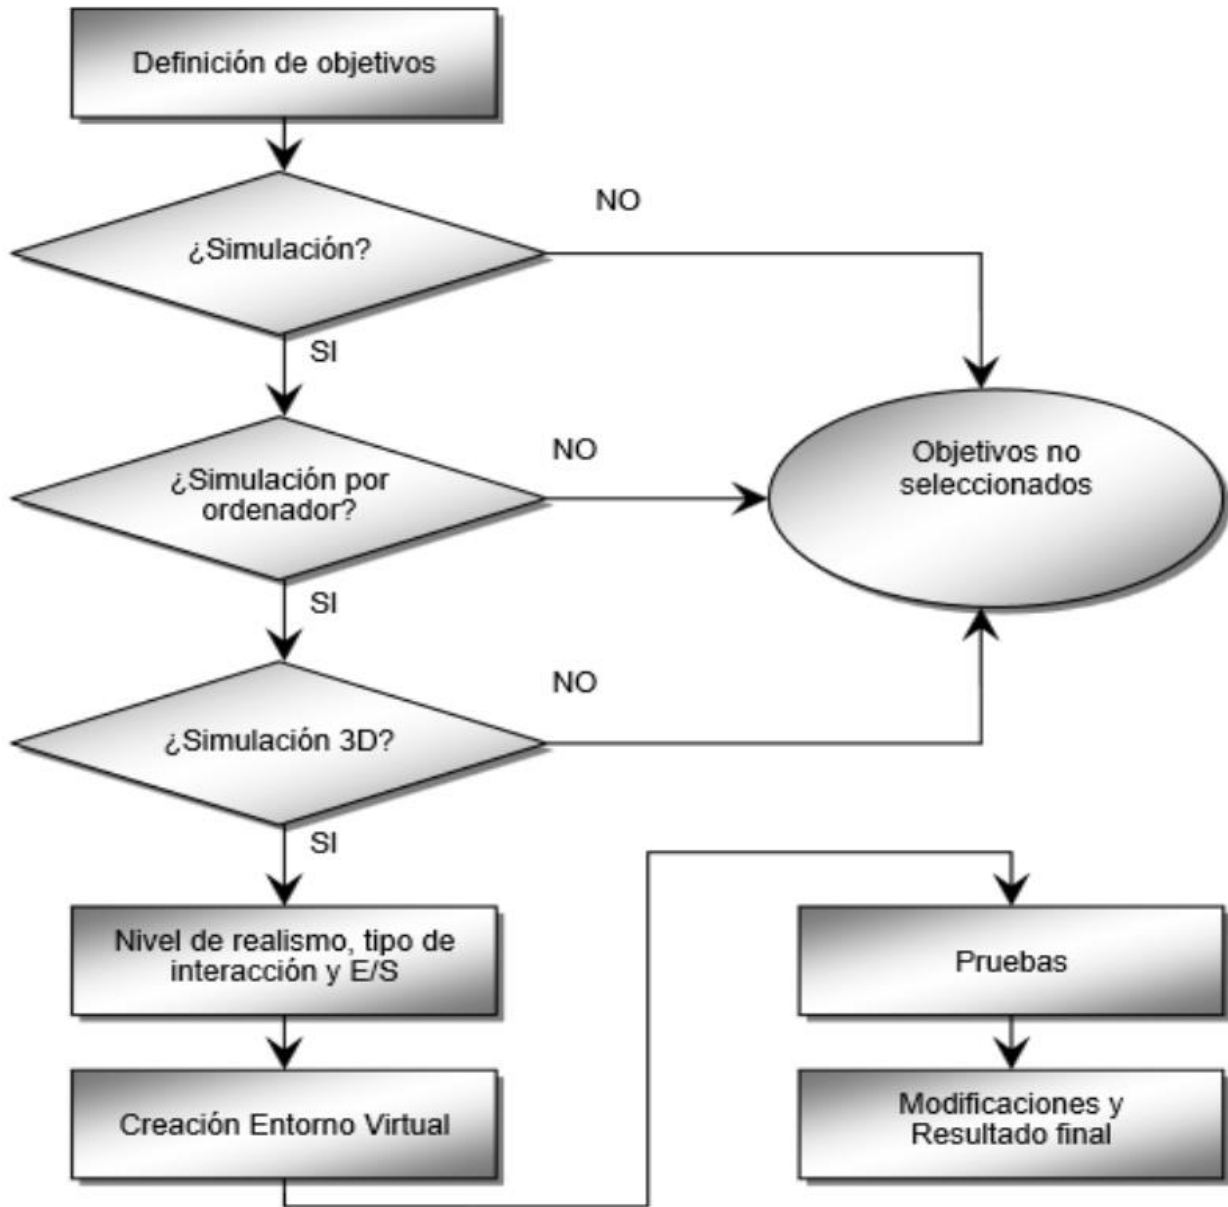 Definición de objetivos
NO
¿Simulación?
SI
NO
¿Simulación por
ordenador?
Objetivos no
seleccionados
SI
NO
¿Simulación 3D?
SI
Nivel de realismo, tipo de
interacción y E/S
Creación Entorno Virtual
Pruebas
Modificaciones y
Resultado final